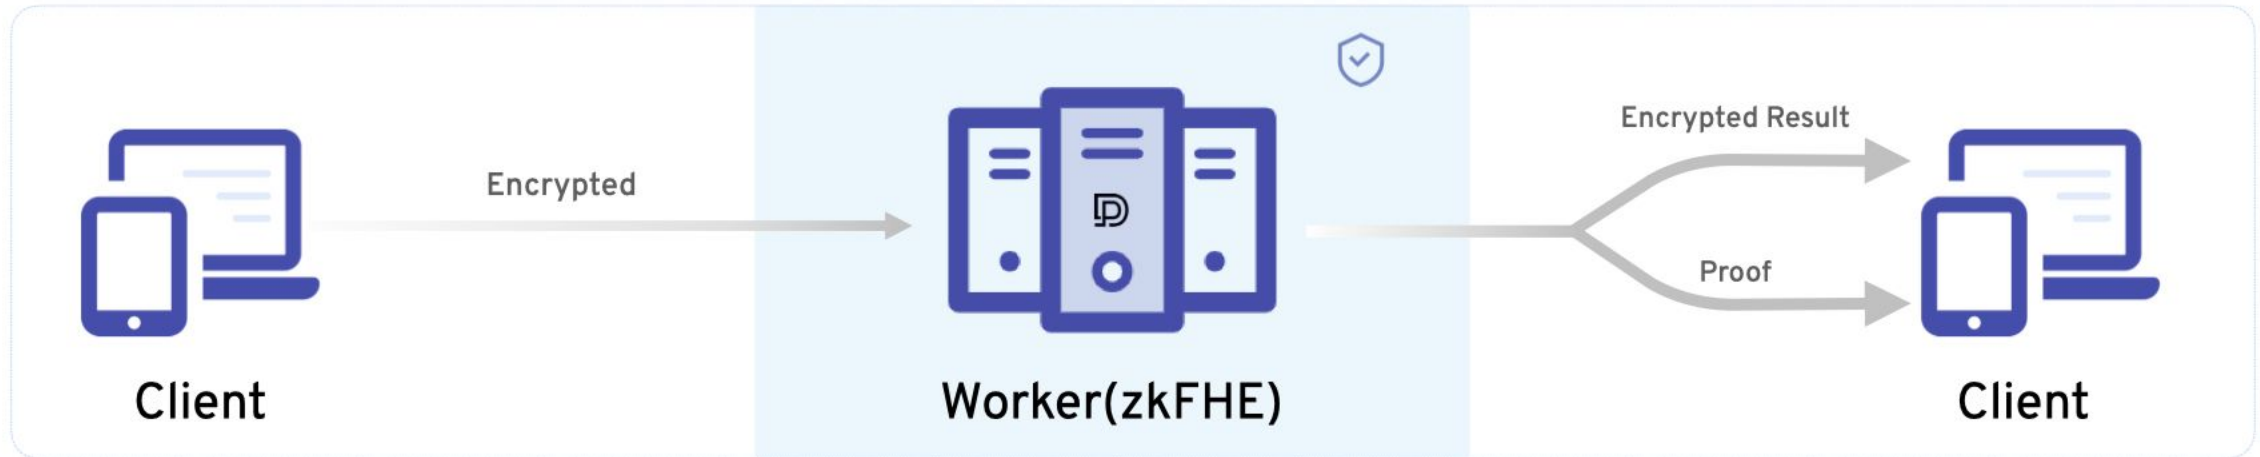 Encrypted Result
Encrypted
Proof
Client
Worker(zkFHE)
Client